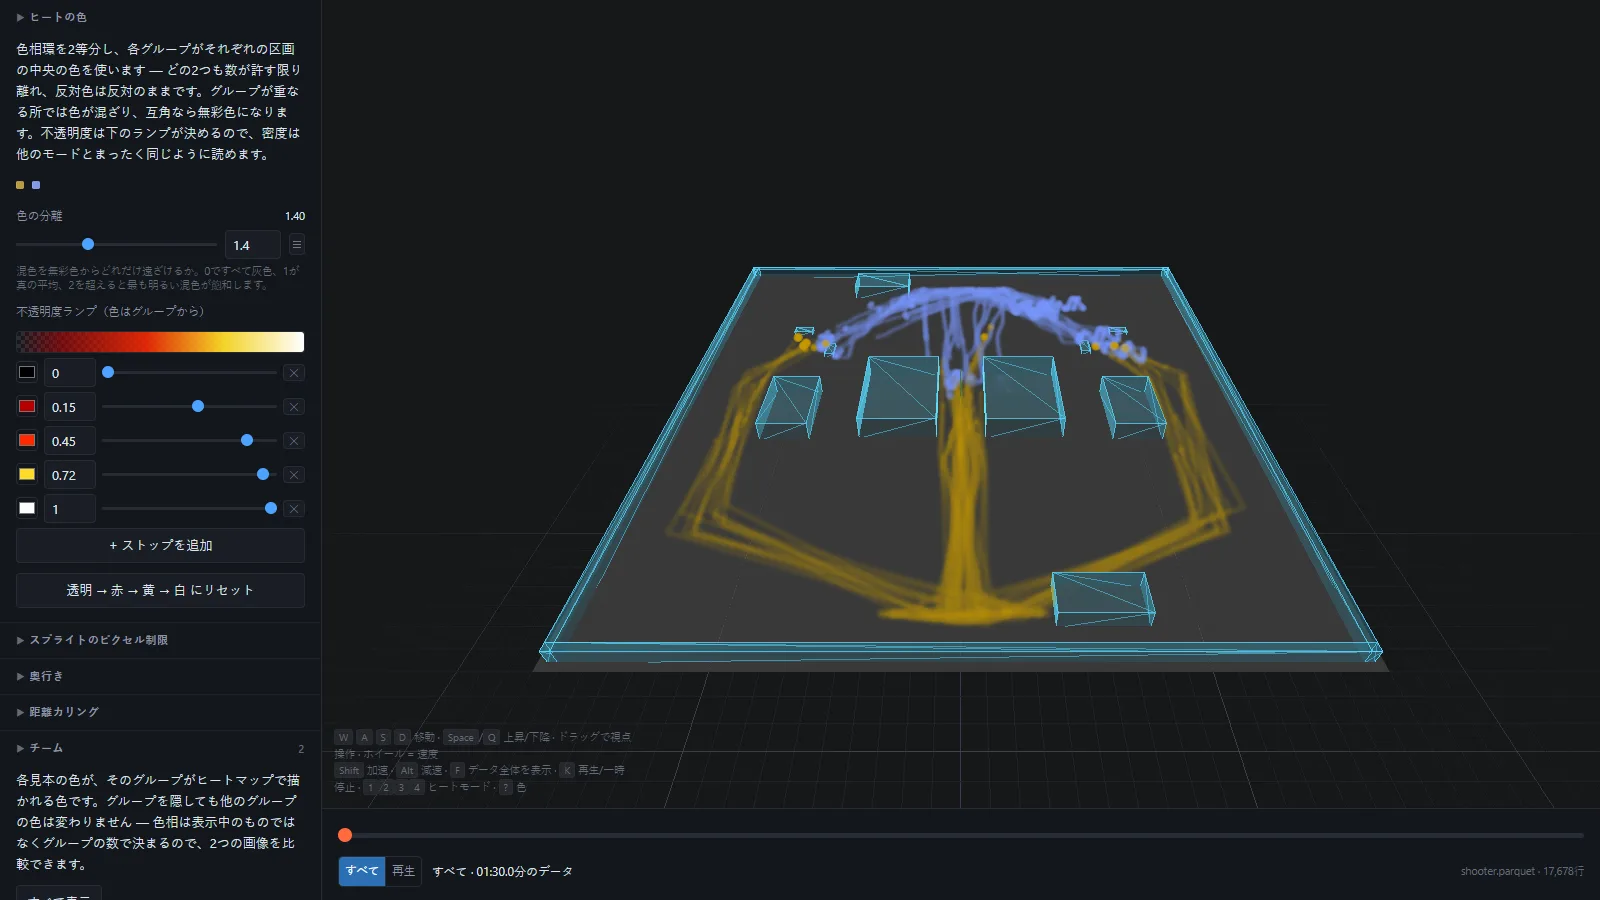 ▶ ヒートの色
色相環を2等分し、各グループがそれぞれの区画
の中央の色を使います — どの2つも数が許す限り
離れ、反対色は反対のままです。グループが重な
る所では色が混ざり、互角なら無彩色になりま
す。不透明度は下のランプが決めるので、密度は
他のモードとまったく同じように読めます。
色の分離 1.40
1.4
混色を無彩色からどれだけ遠ざけるか。0ですべて灰色、1が
真の平均、2を超えると最も明るい混色が飽和します。
不透明度ランプ（色はグループから）
0
0.15
0.45
0.72
1
+ ストップを追加
透明 → 赤 → 黄 → 白 にリセット
▶ スプライトのピクセル制限
▶ 奥行き
▶ 距離カリング
▶ チーム 2
各見本の色が、そのグループがヒートマップで描
かれる色です。グループを隠しても他のグループ
の色は変わりません — 色相は表示中のものではな
くグループの数で決まるので、2つの画像を比
較できます。
すべて表示
W A S D 移動 · Space / Q 上昇/下降 · ドラッグで視点
操作 · ホイール = 速度
Shift 加速 · Alt 減速 · F データ全体を表示 · K 再生/一時
停止 · 1 2 3 4 ヒートモード · ? 色
すべて 再生 すべて · 01:30.0分のデータ
shooter.parquet · 17,678行